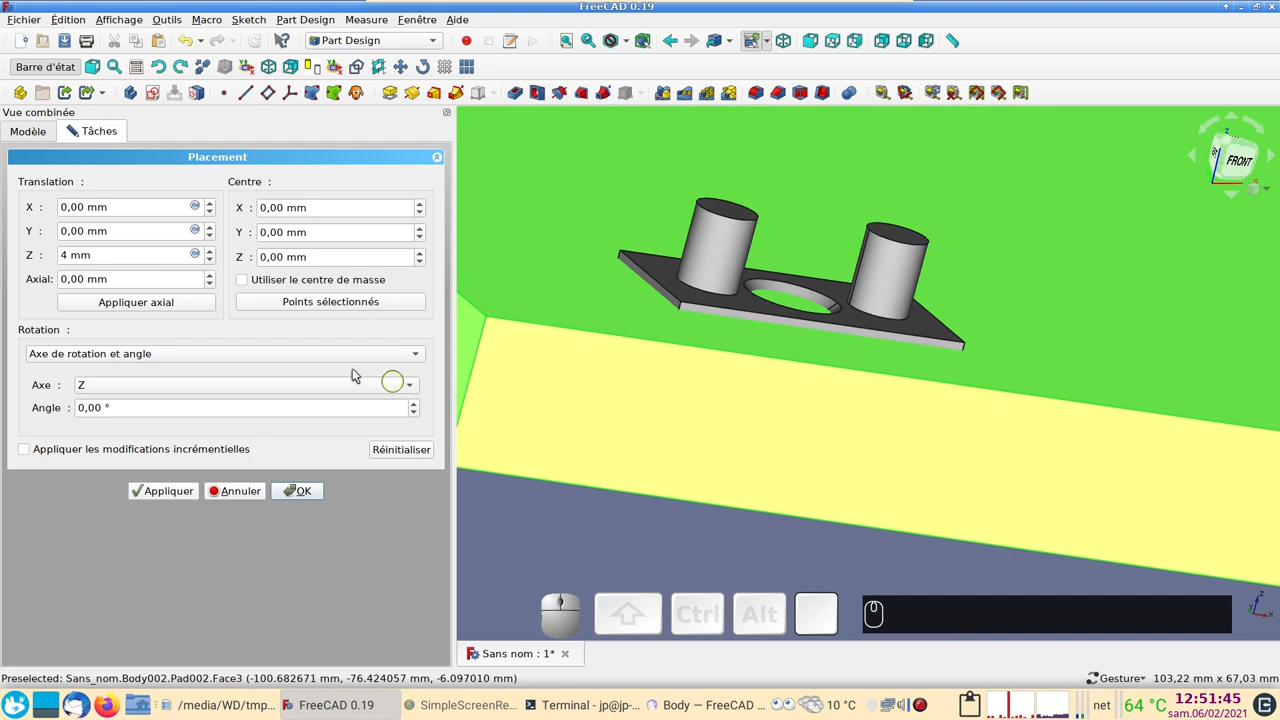 FreeCAD 0.19
Fichier Édition Affichage Outils Macro Sketch Part Design Measure Fenêtre Aide
Part Design
Barre d'état
Vue combinée
Modèle Tâches
Placement
Translation : Centre :
X : 0,00 mm X : 0,00 mm
Y : 0,00 mm Y : 0,00 mm
Z : 4 mm Z : 0,00 mm
Axial: 0,00 mm Utiliser le centre de masse
Appliquer axial Points sélectionnés
Rotation :
Axe de rotation et angle
Axe : Z
Angle : 0,00 °
Appliquer les modifications incrémentielles Réinitialiser
Appliquer Annuler OK
FRONT
Z
Ctrl Alt
Sans nom : 1*
Preselected: Sans_nom.Body002.Pad002.Face3 (-100.682671 mm, -76.424057 mm, -6.097010 mm) Gesture 103,22 mm x 67,03 mm
/media/WD/tmp... FreeCAD 0.19 SimpleScreenRe... Terminal - jp@jp-... Body — FreeCAD ... 10 °C net 64 °C 12:51:45
sam.06/02/2021